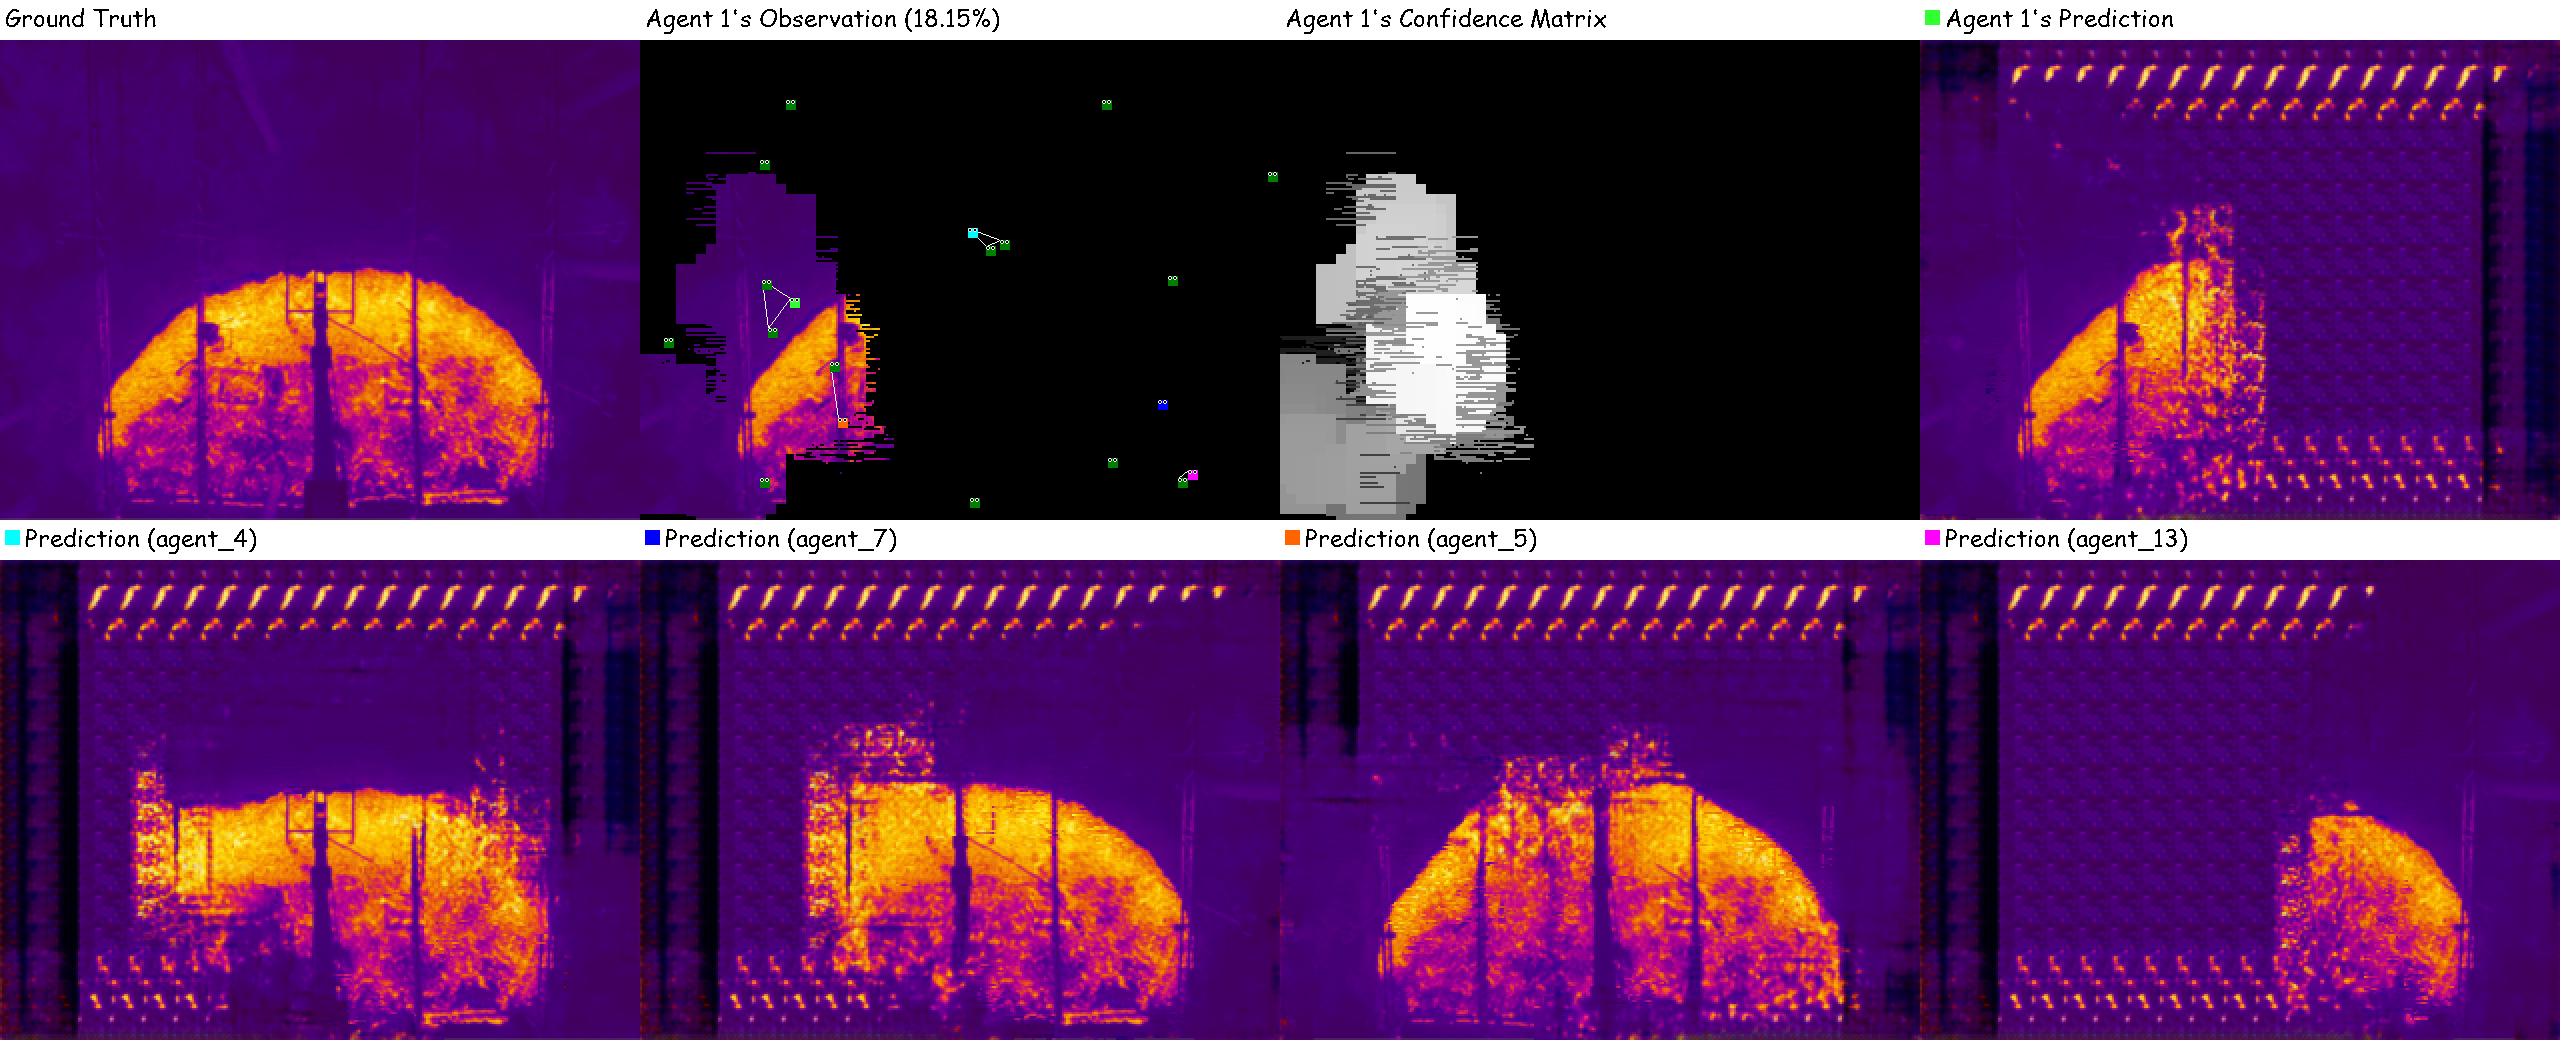 Ground Truth
Agent 1's Observation (18.15%)
Agent 1's Confidence Matrix
Agent 1's Prediction
Prediction (agent_4)
Prediction (agent_7)
Prediction (agent_5)
Prediction (agent_13)